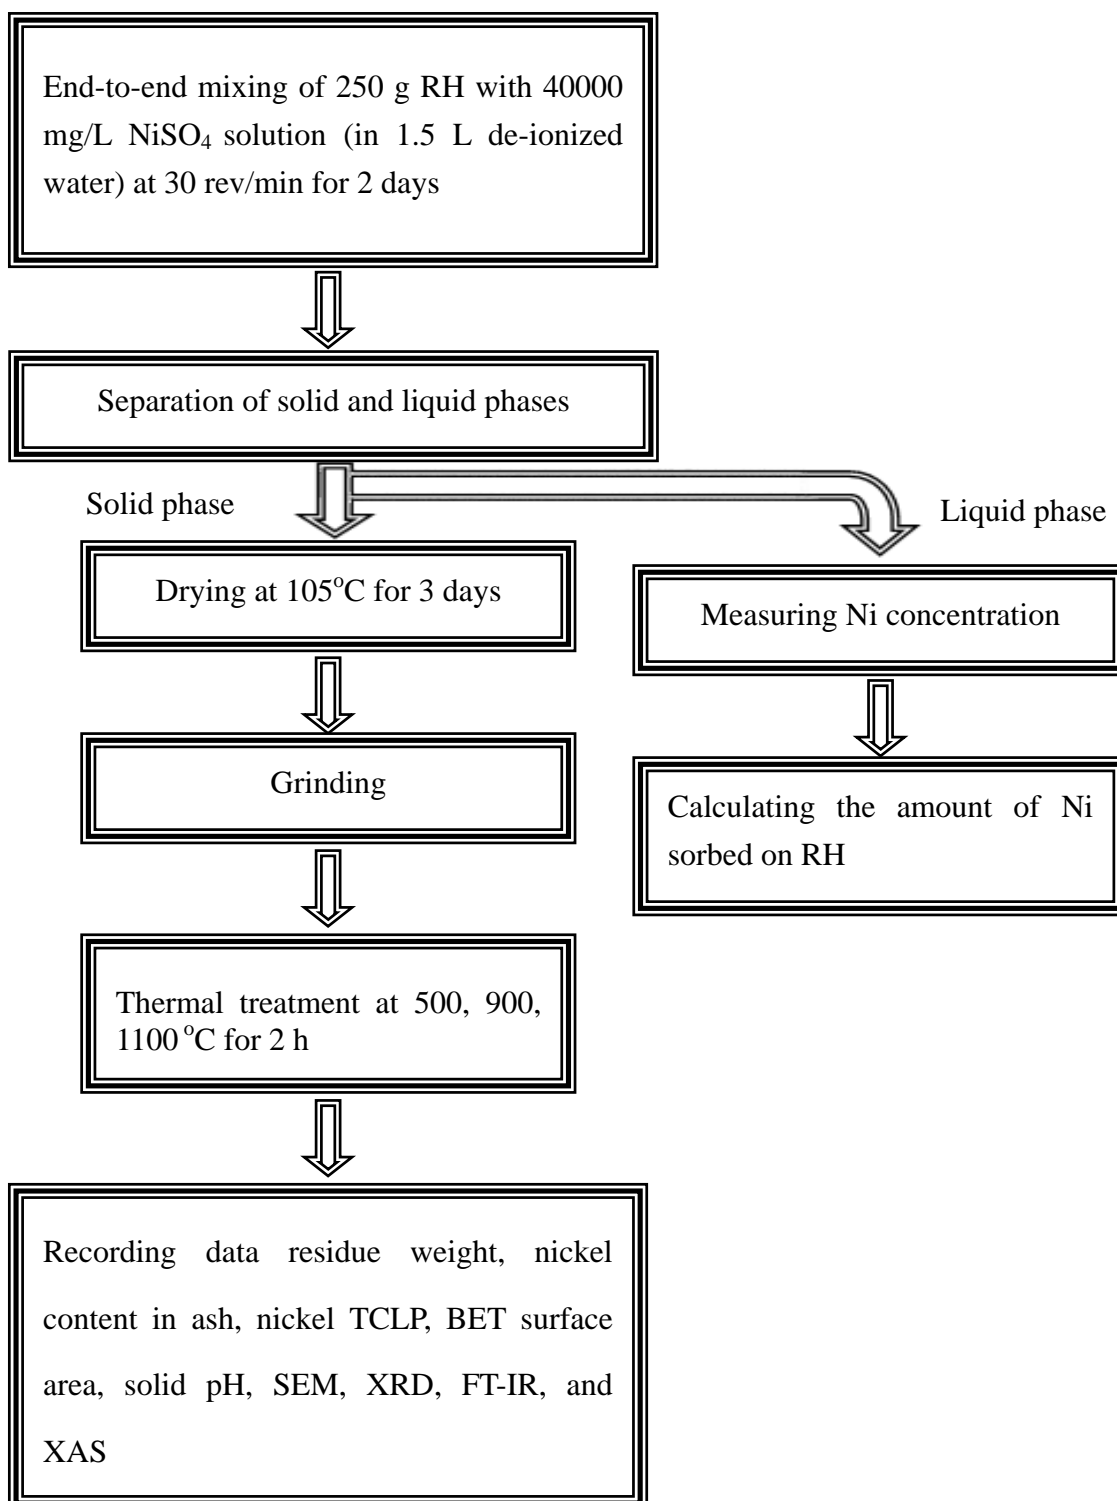 End-to-end mixing of 250 g RH with 40000
mg/L NiSO₄ solution (in 1.5 L de-ionized
water) at 30 rev/min for 2 days
Separation of solid and liquid phases
Solid phase
Liquid phase
Drying at 105°C for 3 days
Measuring Ni concentration
Grinding
Calculating the amount of Ni
sorbed on RH
Thermal treatment at 500, 900,
1100 °C for 2 h
Recording data residue weight, nickel
content in ash, nickel TCLP, BET surface
area, solid pH, SEM, XRD, FT-IR, and
XAS